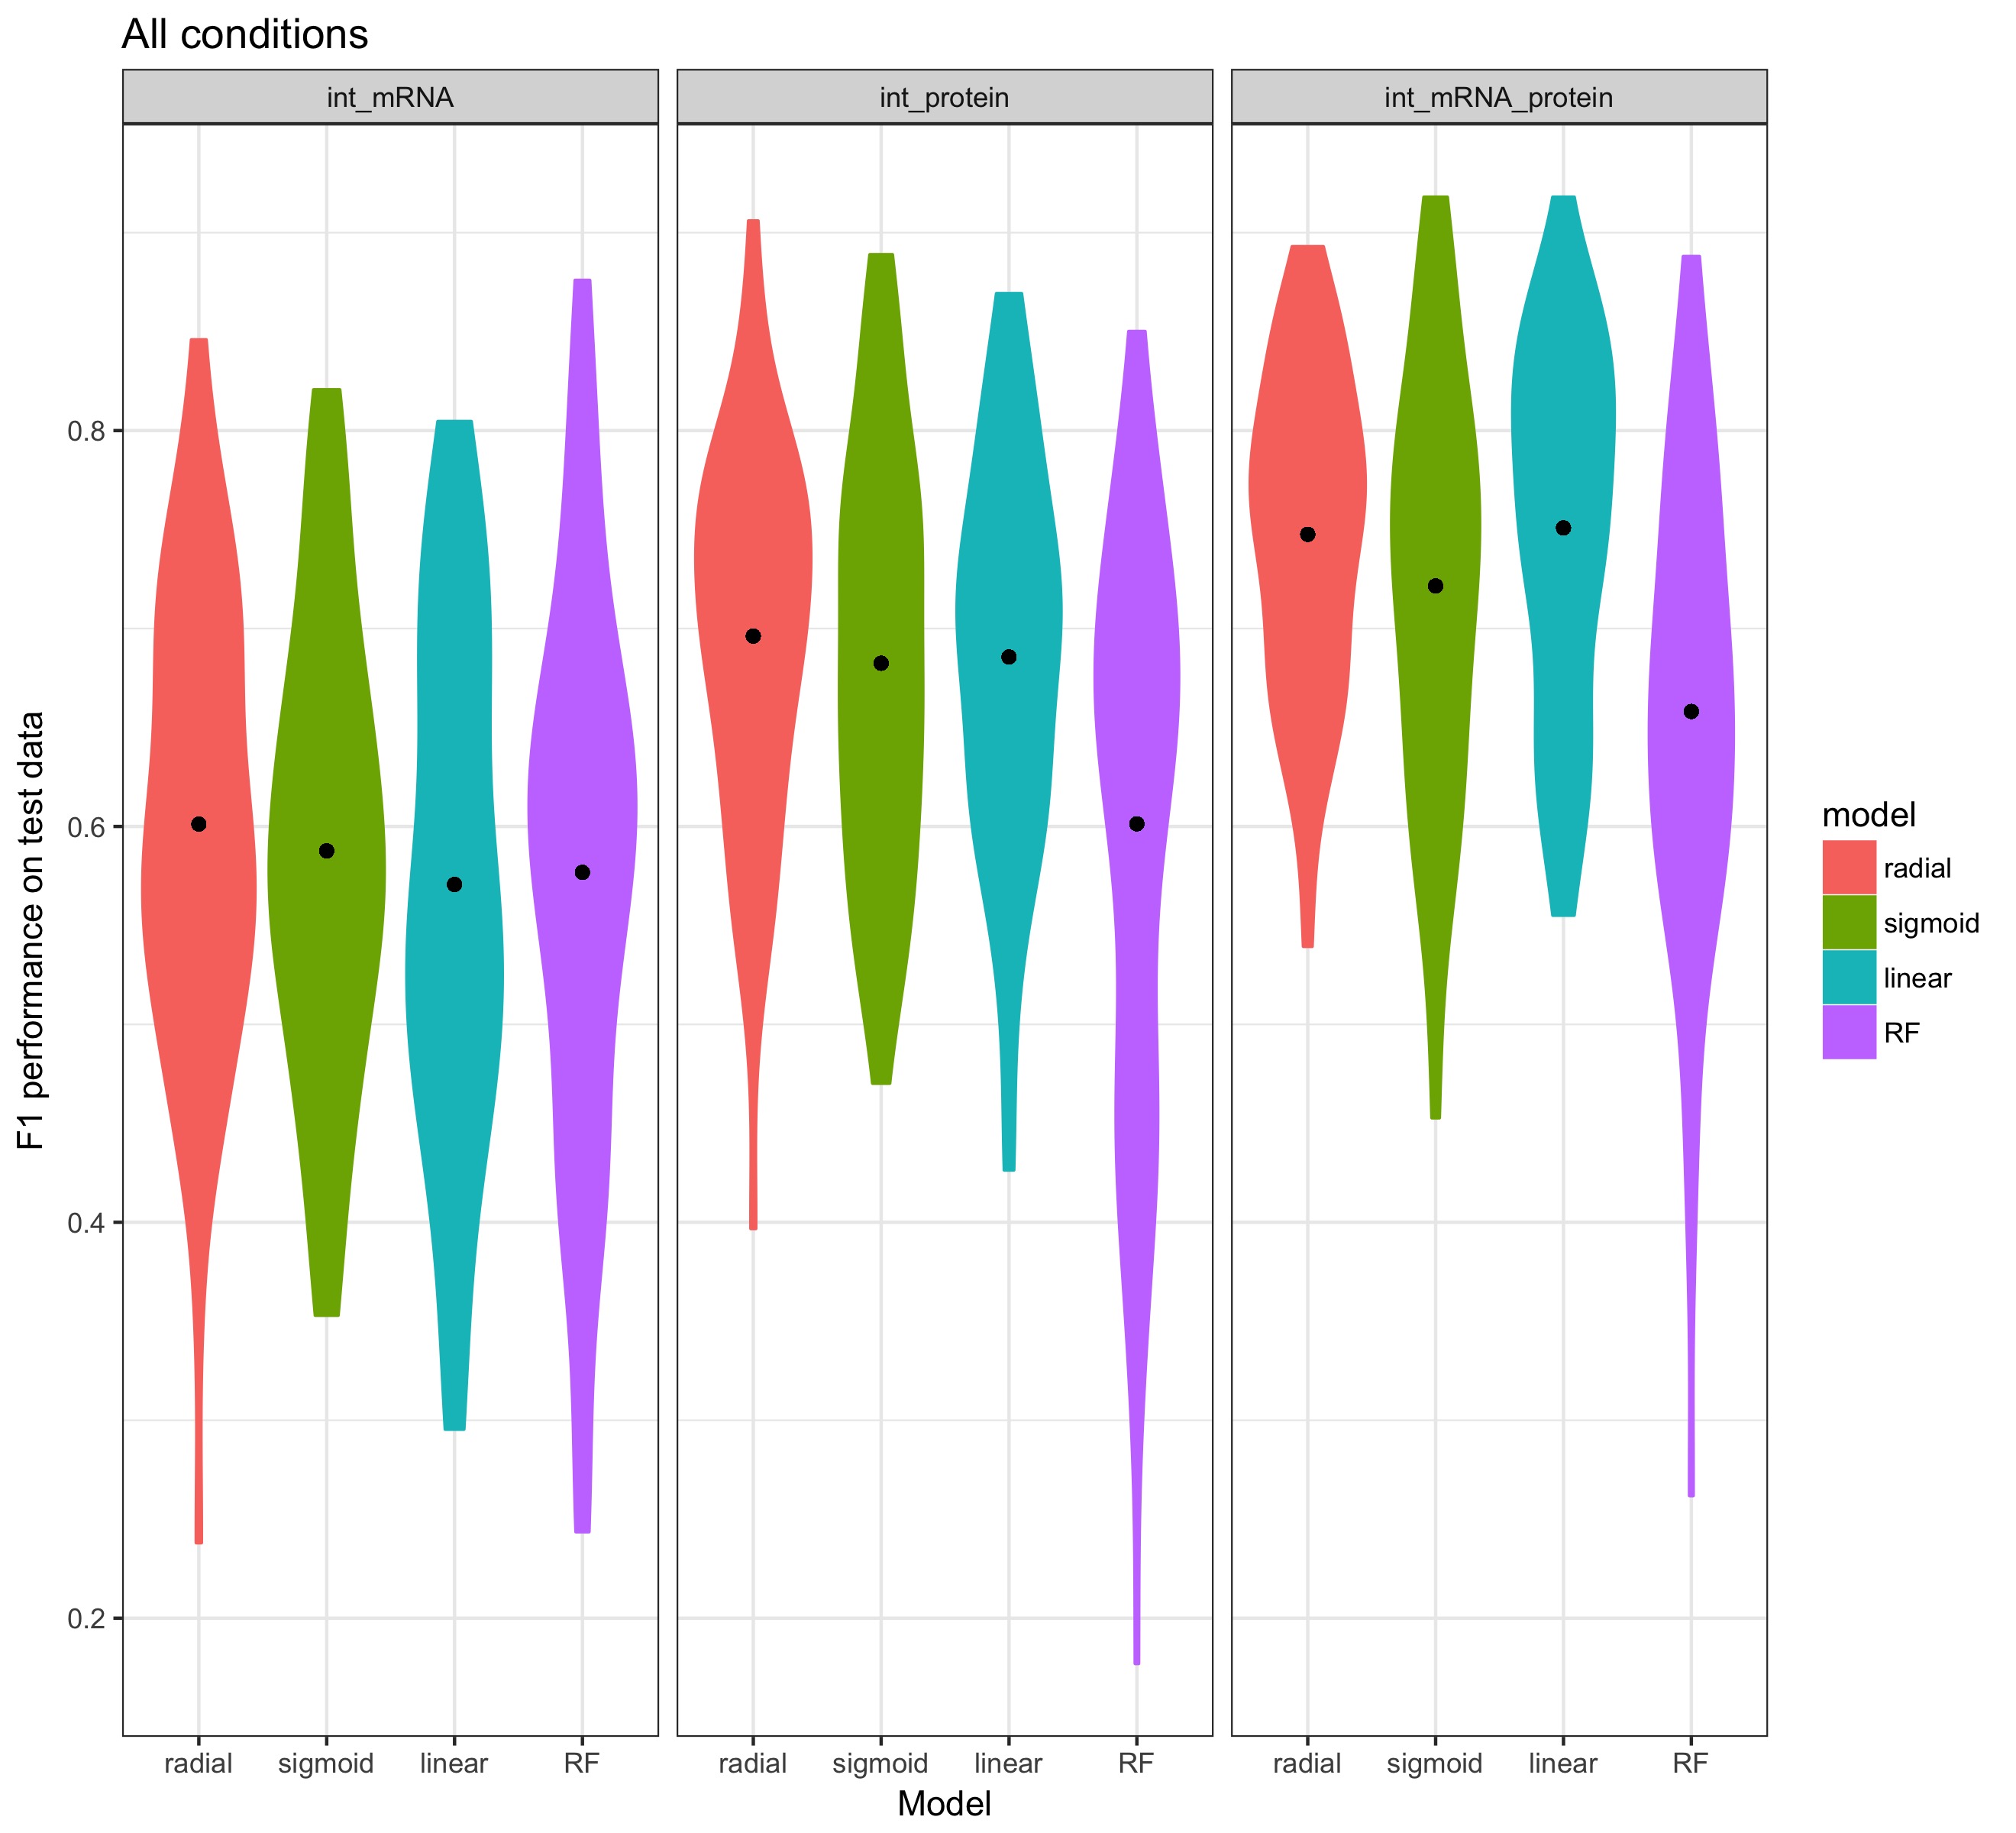 All conditions
int_mRNA
int_protein
int_mRNA_protein
F1 performance on test data
0.8
0.6
0.4
0.2
radial
sigmoid
linear
RF
radial
sigmoid
linear
RF
radial
sigmoid
linear
RF
Model
model
radial
sigmoid
linear
RF